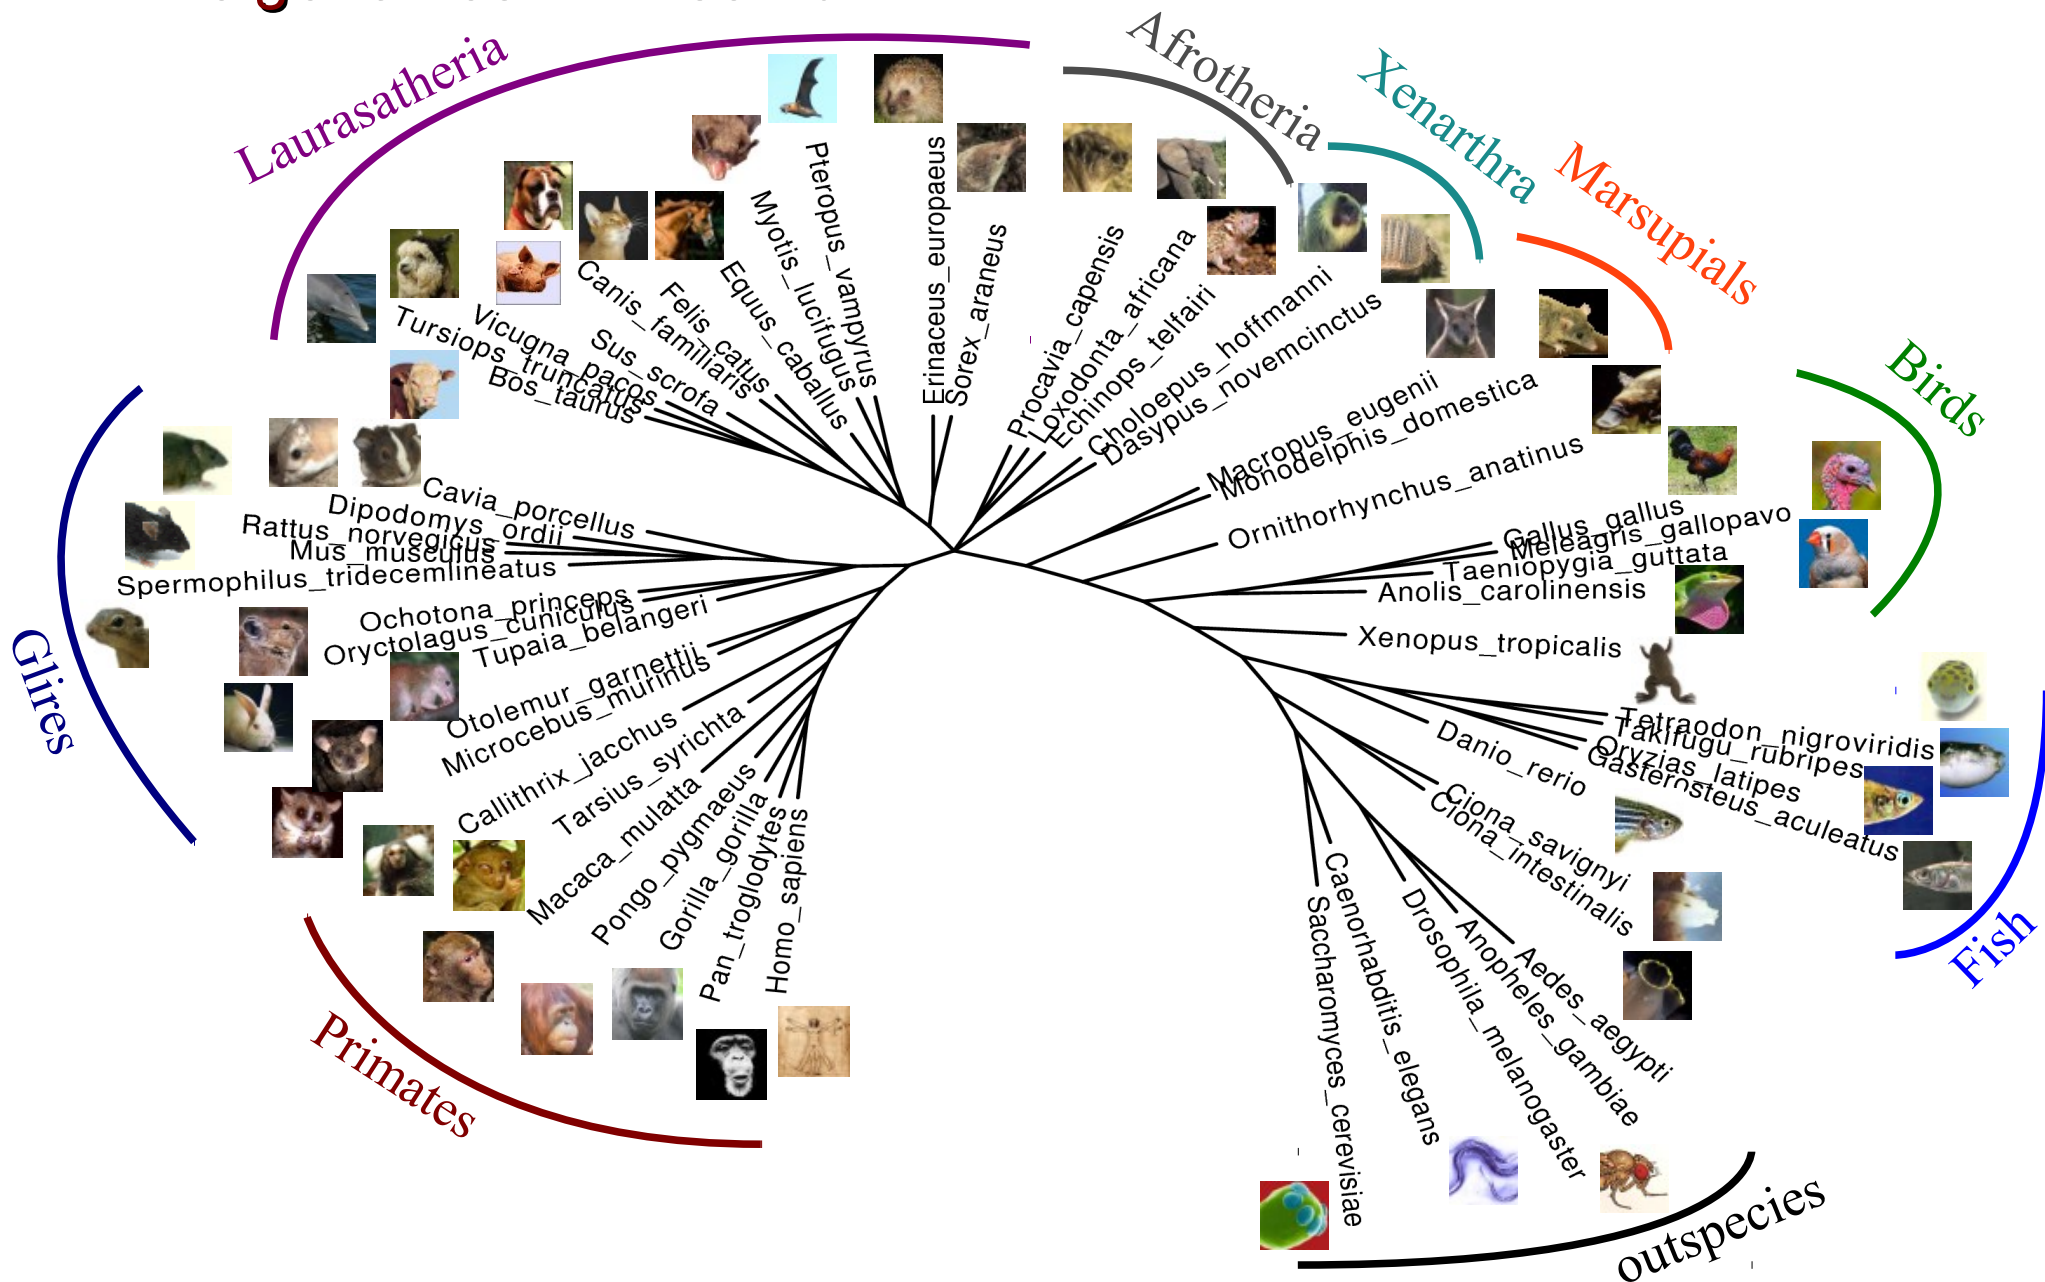 Laurasatheria
Afrotheria
Xenarthra
Marsupials
Birds
Fish
outspecies
Primates
Glires
Bos_taurus
Tursiops_truncatus
Vicugna_pacos
Sus_scrofa
Canis_familiaris
Felis_catus
Equus_caballus
Myotis_lucifugus
Pteropus_vampyrus
Erinaceus_europaeus
Sorex_araneus
Procavia_capensis
Loxodonta_africana
Echinops_telfairi
Choloepus_hoffmanni
Dasypus_novemcinctus
Macropus_eugenii
Monodelphis_domestica
Ornithorhynchus_anatinus
Gallus_gallus
Meleagris_gallopavo
Taeniopygia_guttata
Anolis_carolinensis
Xenopus_tropicalis
Tetraodon_nigroviridis
Takifugu_rubripes
Oryzias_latipes
Gasterosteus_aculeatus
Danio_rerio
Ciona_savignyi
Ciona_intestinalis
Aedes_aegypti
Anopheles_gambiae
Drosophila_melanogaster
Caenorhabditis_elegans
Saccharomyces_cerevisiae
Homo_sapiens
Pan_troglodytes
Gorilla_gorilla
Pongo_pygmaeus
Macaca_mulatta
Tarsius_syrichta
Callithrix_jacchus
Microcebus_murinus
Otolemur_garnettii
Tupaia_belangeri
Oryctolagus_cuniculus
Ochotona_princeps
Spermophilus_tridecemlineatus
Mus_musculus
Rattus_norvegicus
Dipodomys_ordii
Cavia_porcellus